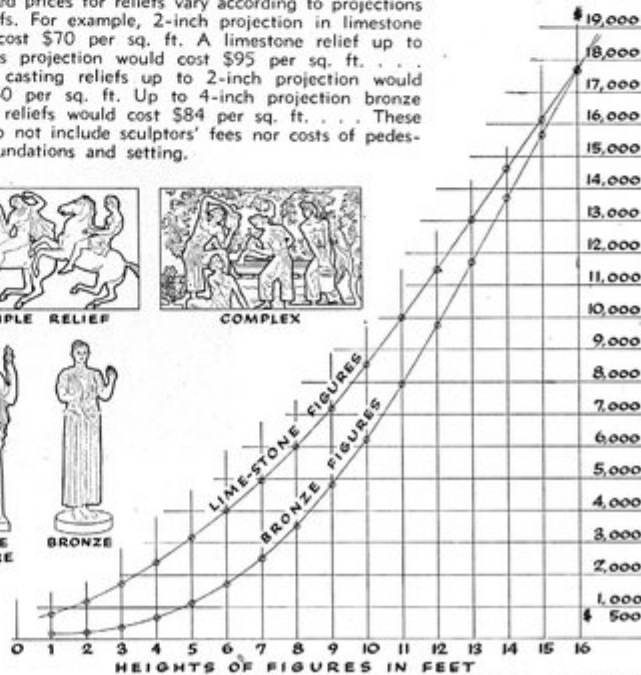 prices for reliefs vary according to projections
For example, 2-inch projection in limestone
cost $70 per sq. ft. A limestone relief up to
projection would cost $95 per sq. ft. . . .
casting reliefs up to 2-inch projection would
per sq. ft. Up to 4-inch projection bronze
reliefs would cost $84 per sq. ft. . . . These
not include sculptors' fees nor costs of pedes-
and setting.
RELIEF
COMPLEX
BRONZE
LIME-STONE FIGURES
BRONZE FIGURES
$
19,000
18,000
17,000
16,000
15,000
14,000
13,000
12,000
11,000
10,000
9,000
8,000
7,000
6,000
5,000
4,000
3,000
2,000
1,000
$ 500
0 1 2 3 4 5 6 7 8 9 10 11 12 13 14 15 16
HEIGHTS OF FIGURES IN FEET